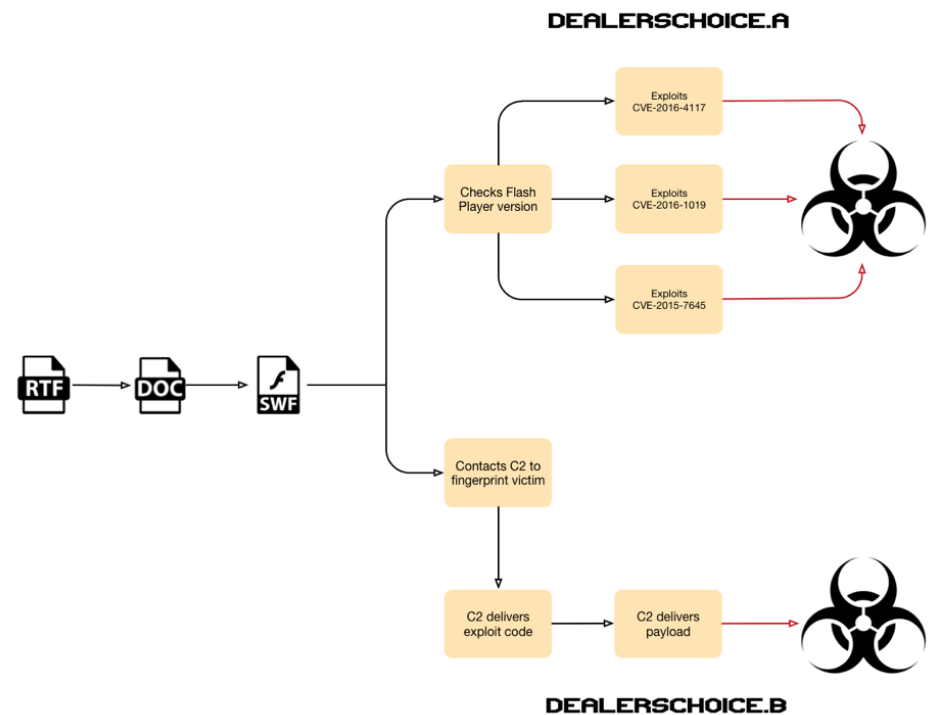 DEALERSCHOICE.A
Exploits
CVE-2016-4117
Checks Flash
Player version
Exploits
CVE-2016-1019
Exploits
CVE-2015-7645
RTF
DOC
SWF
Contacts C2 to
fingerprint victim
C2 delivers
exploit code
C2 delivers
payload
DEALERSCHOICE.B